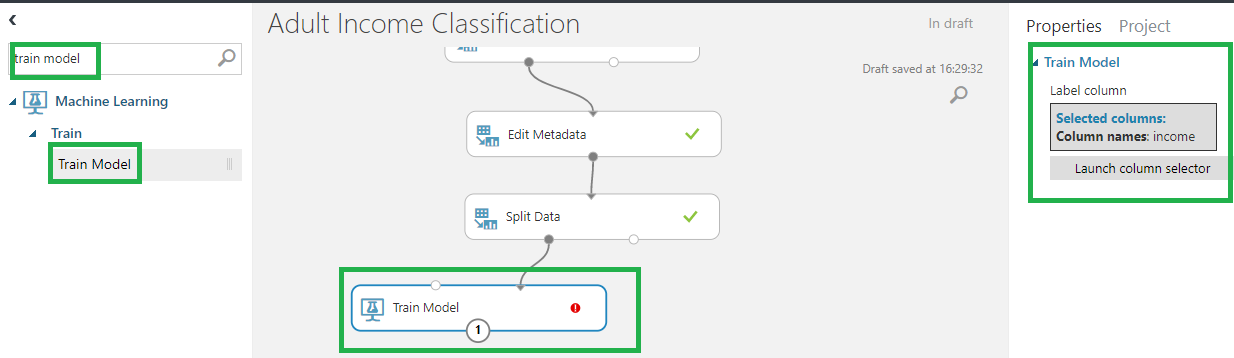 train model
Machine Learning
Train
Train Model
Adult Income Classification
In draft
Draft saved at 16:29:32
Edit Metadata
Split Data
Train Model
1
Properties Project
Train Model
Label column
Selected columns:
Column names: income
Launch column selector